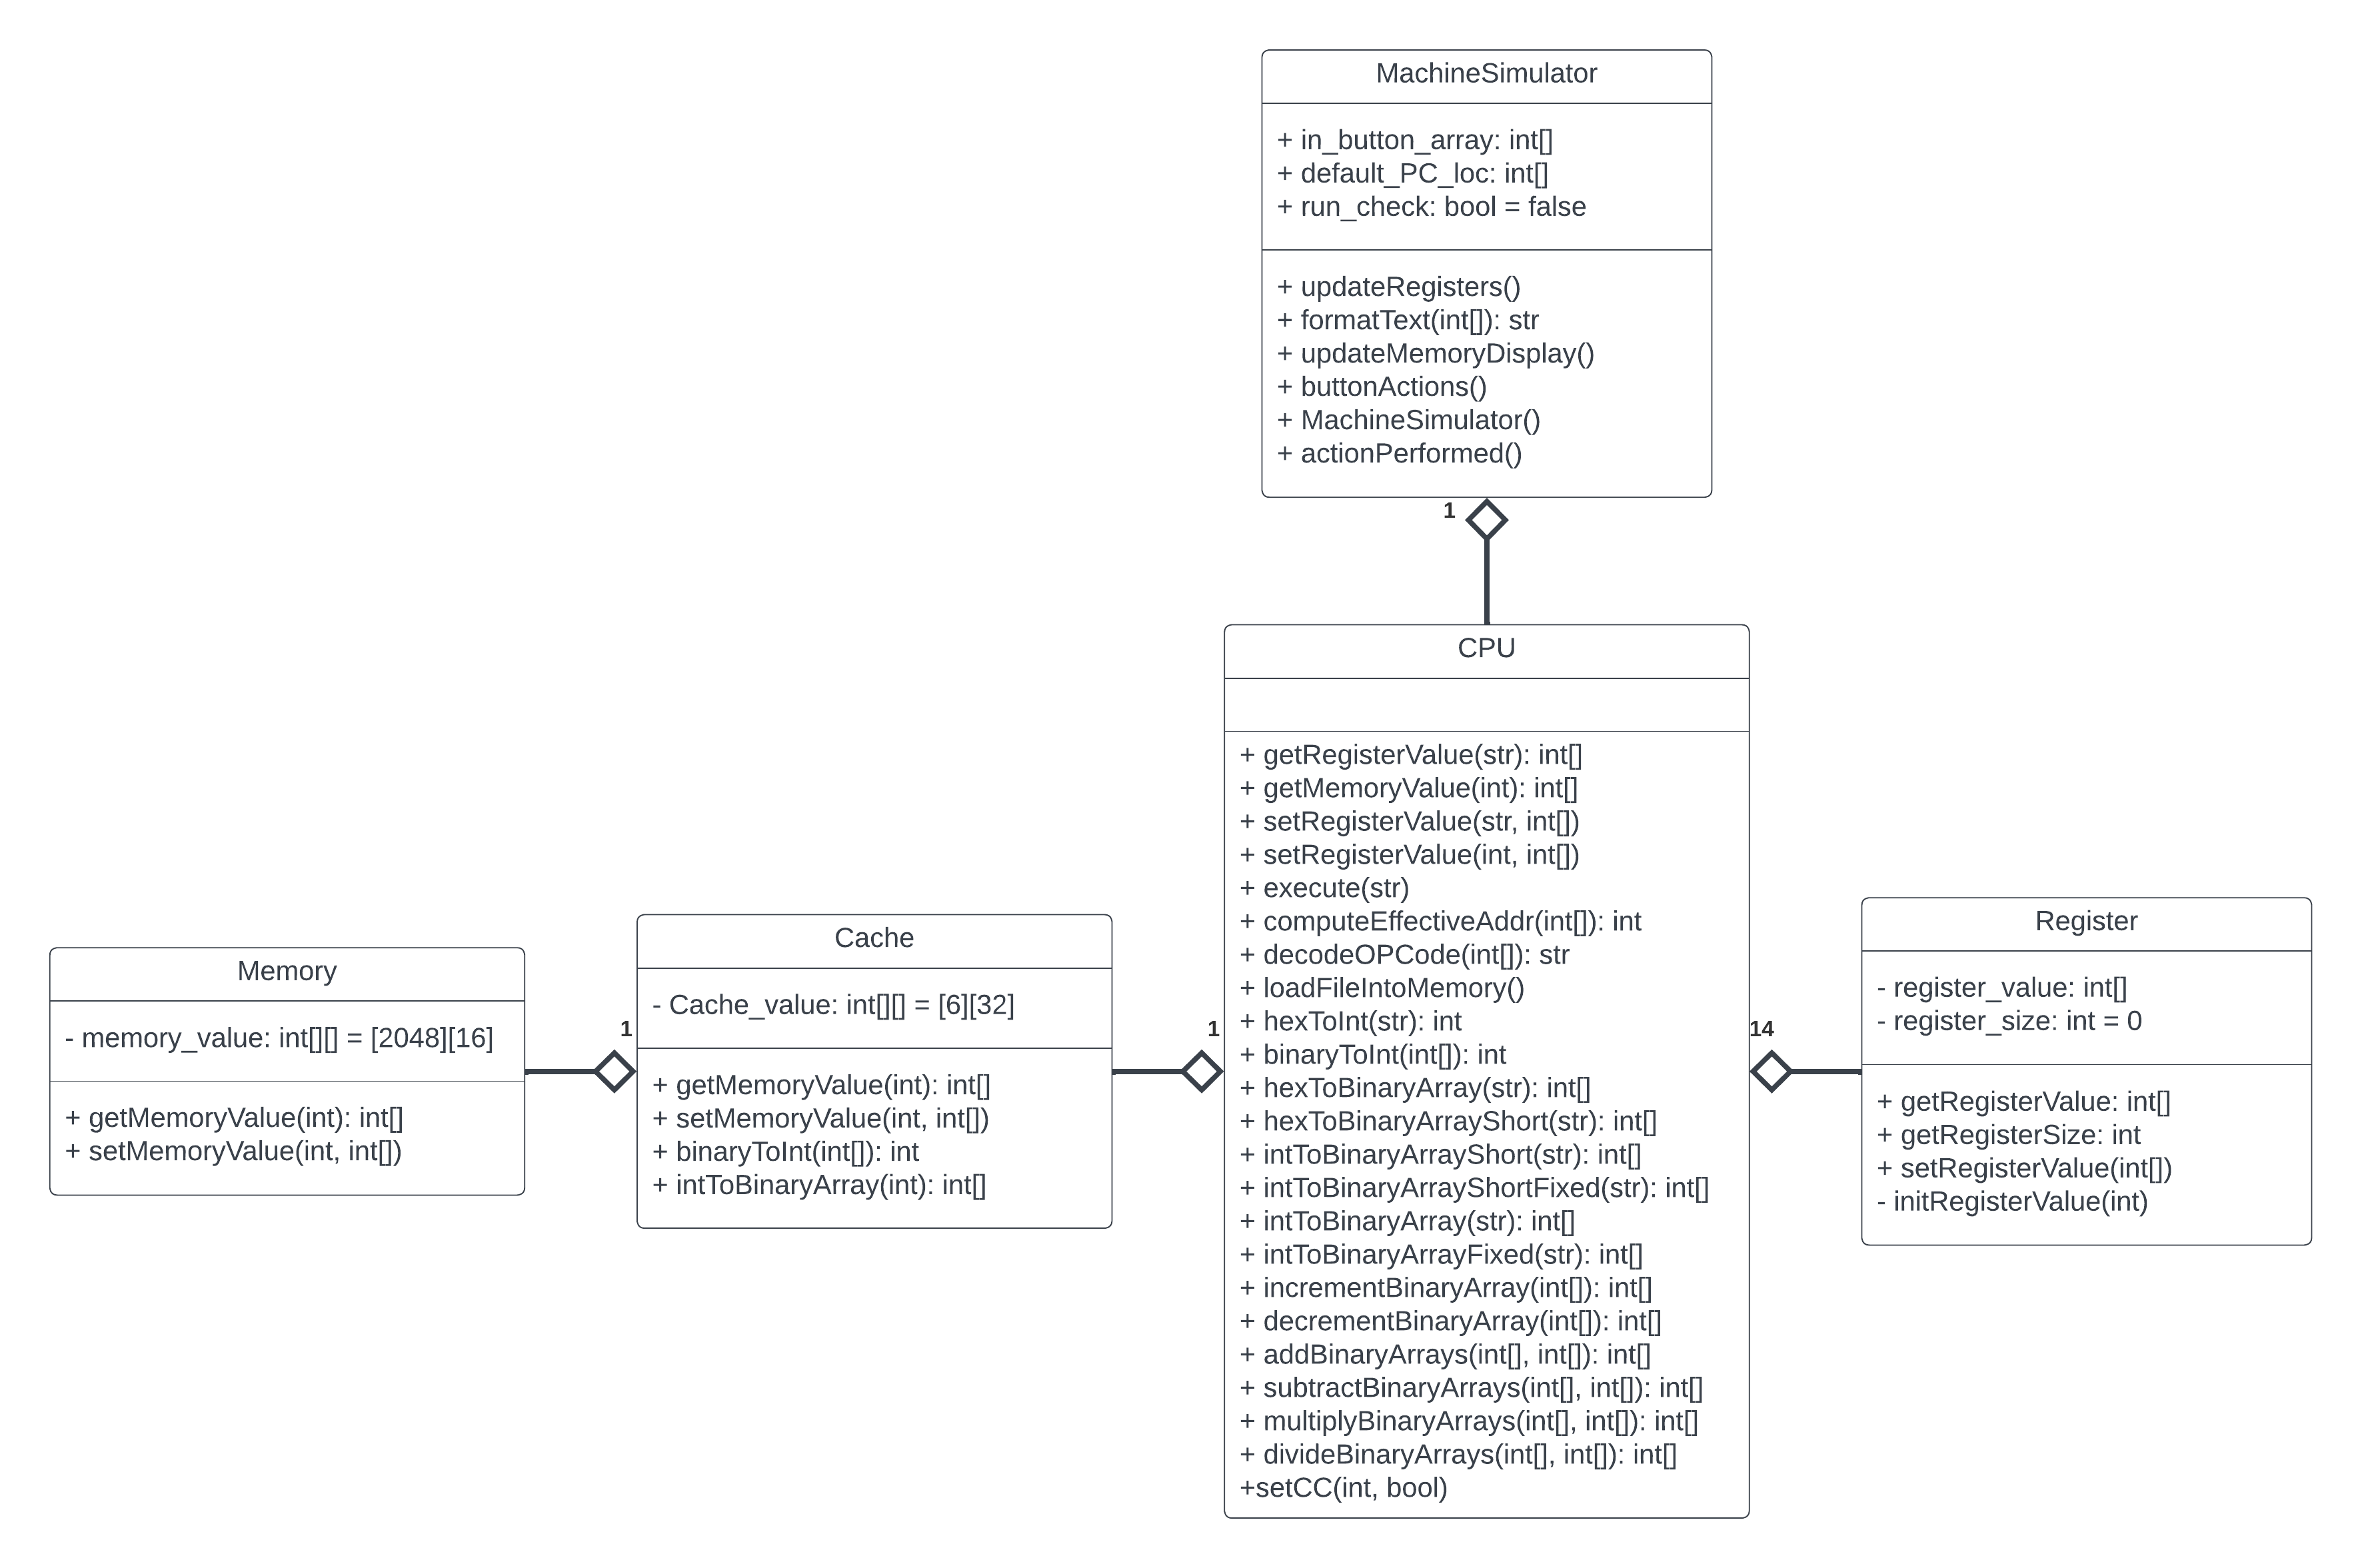 MachineSimulator
+ in_button_array: int[]
+ default_PC_loc: int[]
+ run_check: bool = false
+ updateRegisters()
+ formatText(int[]): str
+ updateMemoryDisplay()
+ buttonActions()
+ MachineSimulator()
+ actionPerformed()
1
CPU
+ getRegisterValue(str): int[]
+ getMemoryValue(int): int[]
+ setRegisterValue(str, int[])
+ setRegisterValue(int, int[])
+ execute(str)
+ computeEffectiveAddr(int[]): int
+ decodeOPCode(int[]): str
+ loadFileIntoMemory()
+ hexToInt(str): int
+ binaryToInt(int[]): int
+ hexToBinaryArray(str): int[]
+ hexToBinaryArrayShort(str): int[]
+ intToBinaryArrayShort(str): int[]
+ intToBinaryArrayShortFixed(str): int[]
+ intToBinaryArray(str): int[]
+ intToBinaryArrayFixed(str): int[]
+ incrementBinaryArray(int[]): int[]
+ decrementBinaryArray(int[]): int[]
+ addBinaryArrays(int[], int[]): int[]
+ subtractBinaryArrays(int[], int[]): int[]
+ multiplyBinaryArrays(int[], int[]): int[]
+ divideBinaryArrays(int[], int[]): int[]
+setCC(int, bool)
Memory
- memory_value: int[][] = [2048][16]
+ getMemoryValue(int): int[]
+ setMemoryValue(int, int[])
1
Cache
- Cache_value: int[][] = [6][32]
+ getMemoryValue(int): int[]
+ setMemoryValue(int, int[])
+ binaryToInt(int[]): int
+ intToBinaryArray(int): int[]
1
14
Register
- register_value: int[]
- register_size: int = 0
+ getRegisterValue: int[]
+ getRegisterSize: int
+ setRegisterValue(int[])
- initRegisterValue(int)